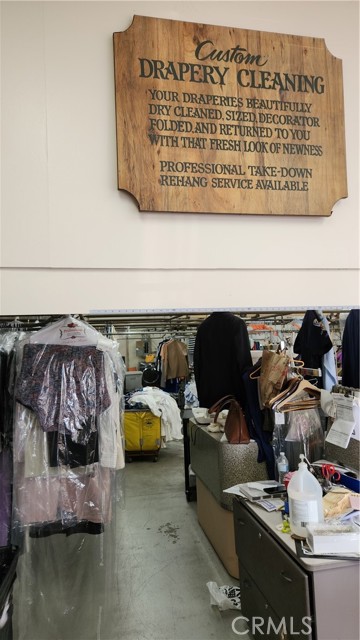 Custom
DRAPERY CLEANING
YOUR DRAPERIES BEAUTIFULLY
DRY CLEANED, SIZED, DECORATOR
FOLDED, AND RETURNED TO YOU
WITH THAT FRESH LOOK OF NEWNESS
PROFESSIONAL TAKE-DOWN
REHANG SERVICE AVAILABLE
CRMLS